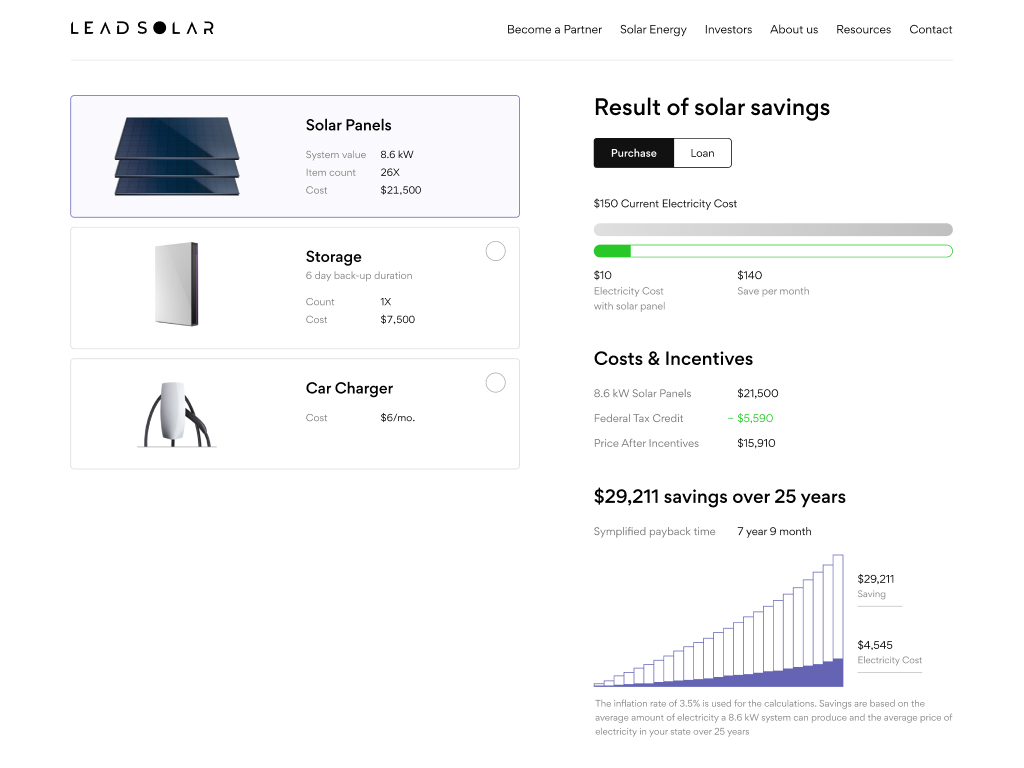 LEAD SOLAR
Become a Partner Solar Energy Investors About us Resources Contact
Solar Panels
System value 8.6 kW
Item count 26X
Cost $21,500
Storage
6 day back-up duration
Count 1X
Cost $7,500
Car Charger
Cost $6/mo.
Result of solar savings
Purchase Loan
$150 Current Electricity Cost
$10 $140
Electricity Cost Save per month
with solar panel
Costs & Incentives
8.6 kW Solar Panels $21,500
Federal Tax Credit − $5,590
Price After Incentives $15,910
$29,211 savings over 25 years
Symplified payback time 7 year 9 month
$29,211
Saving
$4,545
Electricity Cost
The inflation rate of 3.5% is used for the calculations. Savings are based on the
average amount of electricity a 8.6 kW system can produce and the average price of
electricity in your state over 25 years